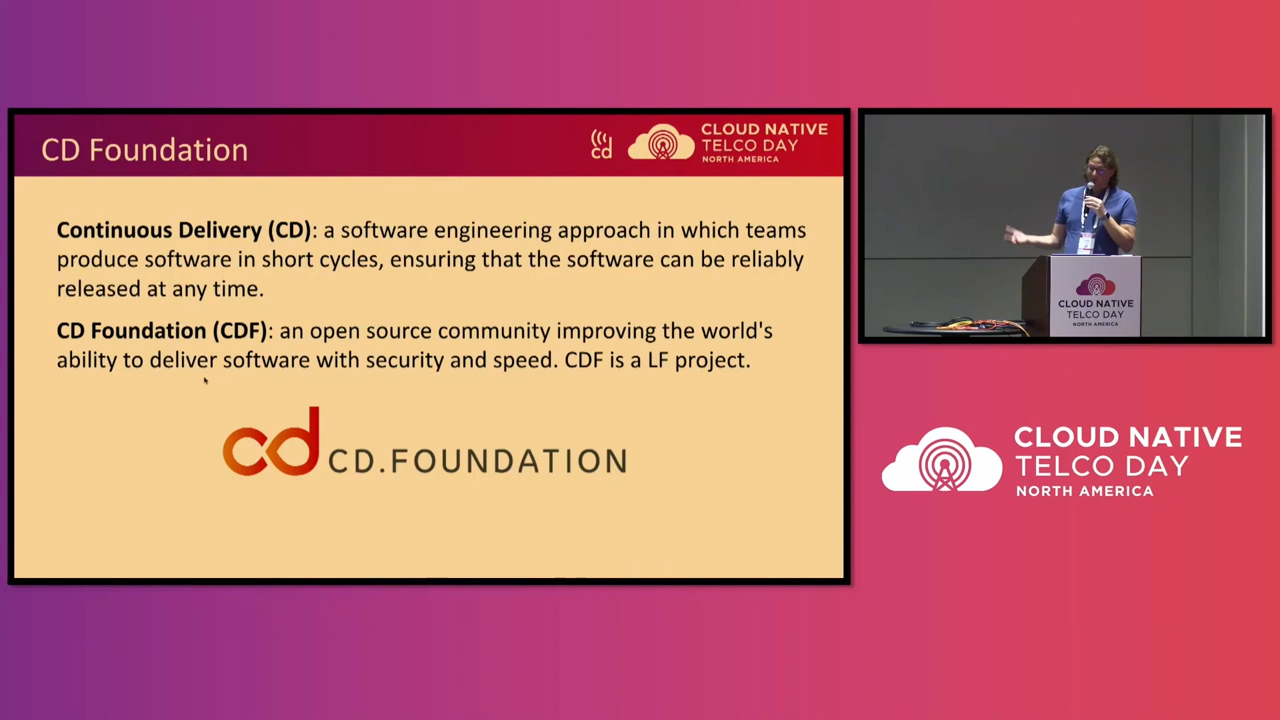 CD Foundation
cd
CLOUD NATIVE
TELCO DAY
NORTH AMERICA
Continuous Delivery (CD): a software engineering approach in which teams
produce software in short cycles, ensuring that the software can be reliably
released at any time.
CD Foundation (CDF): an open source community improving the world's
ability to deliver software with security and speed. CDF is a LF project.
cd CD.FOUNDATION
CLOUD NATIVE
TELCO DAY
NORTH AMERICA
CLOUD NATIVE
TELCO DAY
NORTH AMERICA